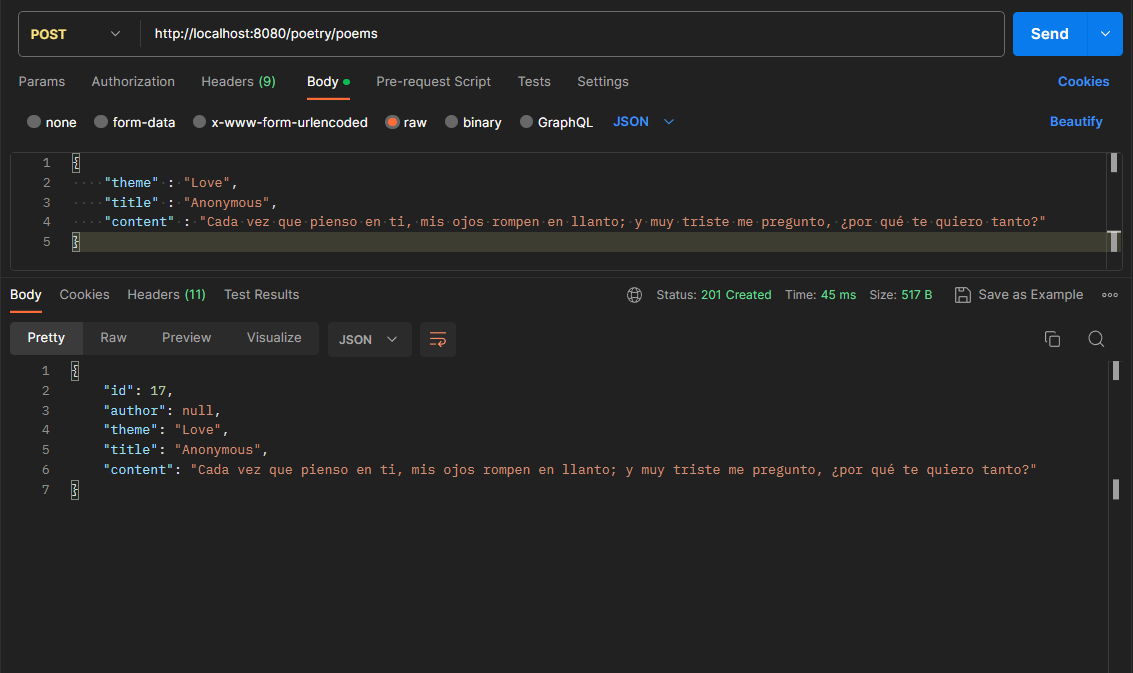 POST http://localhost:8080/poetry/poems Send
Params Authorization Headers (9) Body Pre-request Script Tests Settings Cookies
none form-data x-www-form-urlencoded raw binary GraphQL JSON Beautify
1 {
2 "theme" : "Love",
3 "title" : "Anonymous",
4 "content" : "Cada vez que pienso en ti, mis ojos rompen en llanto; y muy triste me pregunto, ¿por qué te quiero tanto?"
5 }
Body Cookies Headers (11) Test Results Status: 201 Created Time: 45 ms Size: 517 B Save as Example
Pretty Raw Preview Visualize JSON
1 {
2 "id": 17,
3 "author": null,
4 "theme": "Love",
5 "title": "Anonymous",
6 "content": "Cada vez que pienso en ti, mis ojos rompen en llanto; y muy triste me pregunto, ¿por qué te quiero tanto?"
7 }